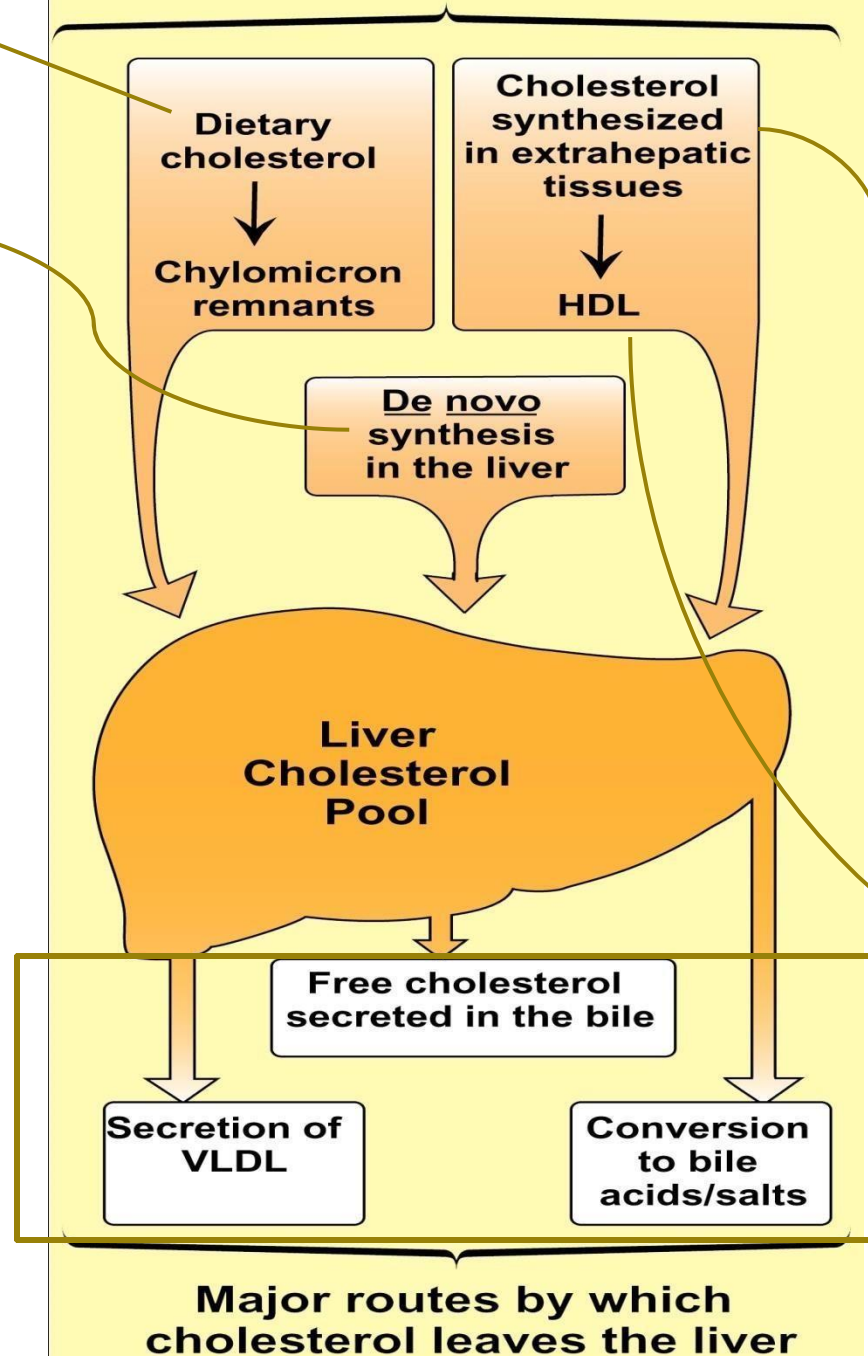 Dietary
cholesterol
Chylomicron
remnants
Cholesterol
synthesized
in extrahepatic
tissues
HDL
De novo
synthesis
in the liver
Liver
Cholesterol
Pool
Free cholesterol
secreted in the bile
Secretion of
VLDL
Conversion
to bile
acids/salts
Major routes by which
cholesterol leaves the liver